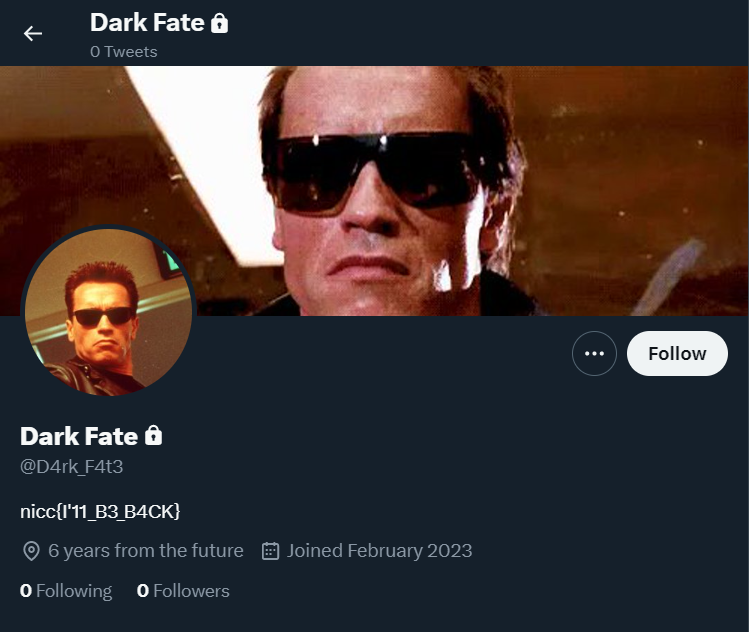 Dark Fate
0 Tweets
Follow
Dark Fate
@D4rk_F4t3
nicc{I'11_B3_B4CK}
6 years from the future Joined February 2023
0 Following 0 Followers